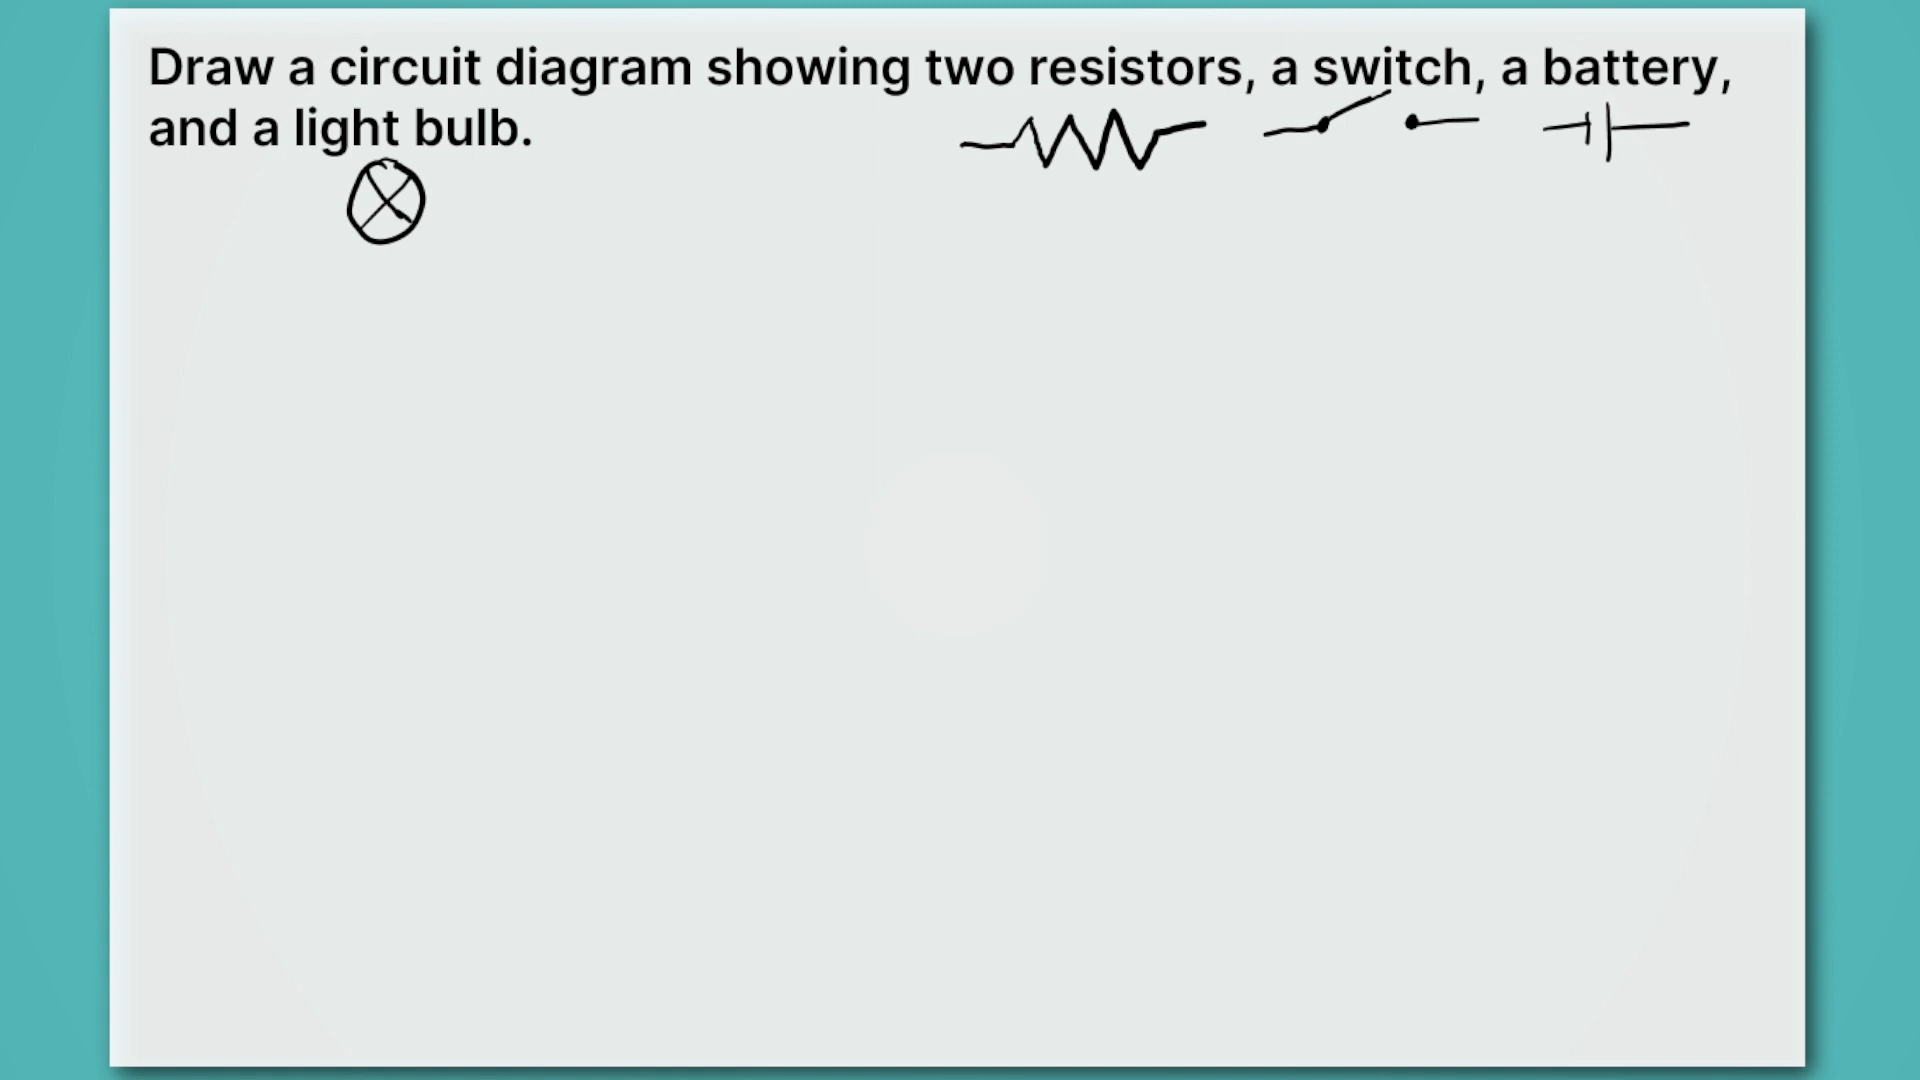 Draw a circuit diagram showing two resistors, a switch, a battery,
and a light bulb.